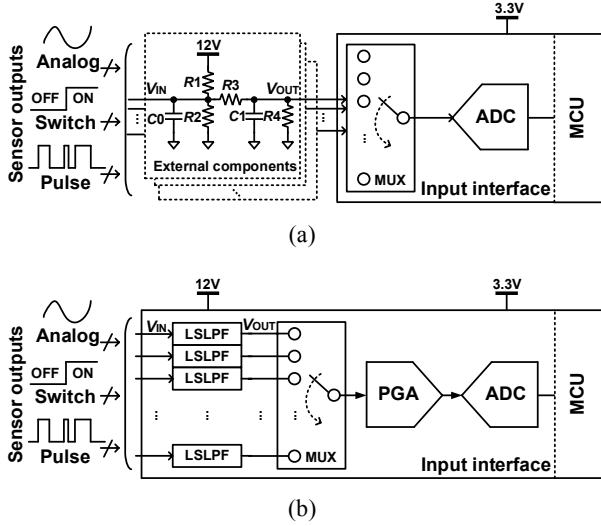 Sensor outputs
Analog
OFF ON
Switch
Pulse
VIN
12V
R1
R3
VOUT
C0
R2
C1
R4
External components
MUX
3.3V
ADC
Input interface
MCU
(a)
Sensor outputs
Analog
OFF ON
Switch
Pulse
12V
VIN
LSLPF
VOUT
LSLPF
LSLPF
LSLPF
MUX
PGA
3.3V
ADC
Input interface
MCU
(b)